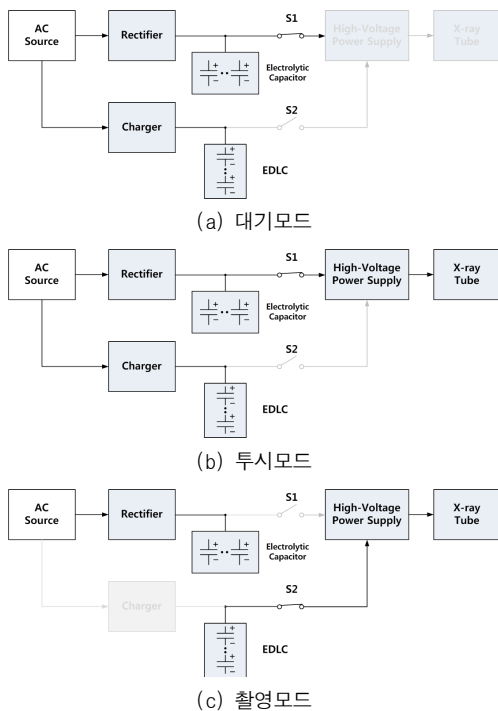 AC
Source
Rectifier
S1
High-Voltage
Power Supply
X-ray
Tube
Electrolytic
Capacitor
+ +
− −
Charger
S2
+
−
+
−
EDLC
(a) 대기모드
AC
Source
Rectifier
S1
High-Voltage
Power Supply
X-ray
Tube
Electrolytic
Capacitor
+ +
− −
Charger
S2
+
−
+
−
EDLC
(b) 투시모드
AC
Source
Rectifier
S1
High-Voltage
Power Supply
X-ray
Tube
Electrolytic
Capacitor
+ +
− −
Charger
S2
+
−
+
−
EDLC
(c) 촬영모드